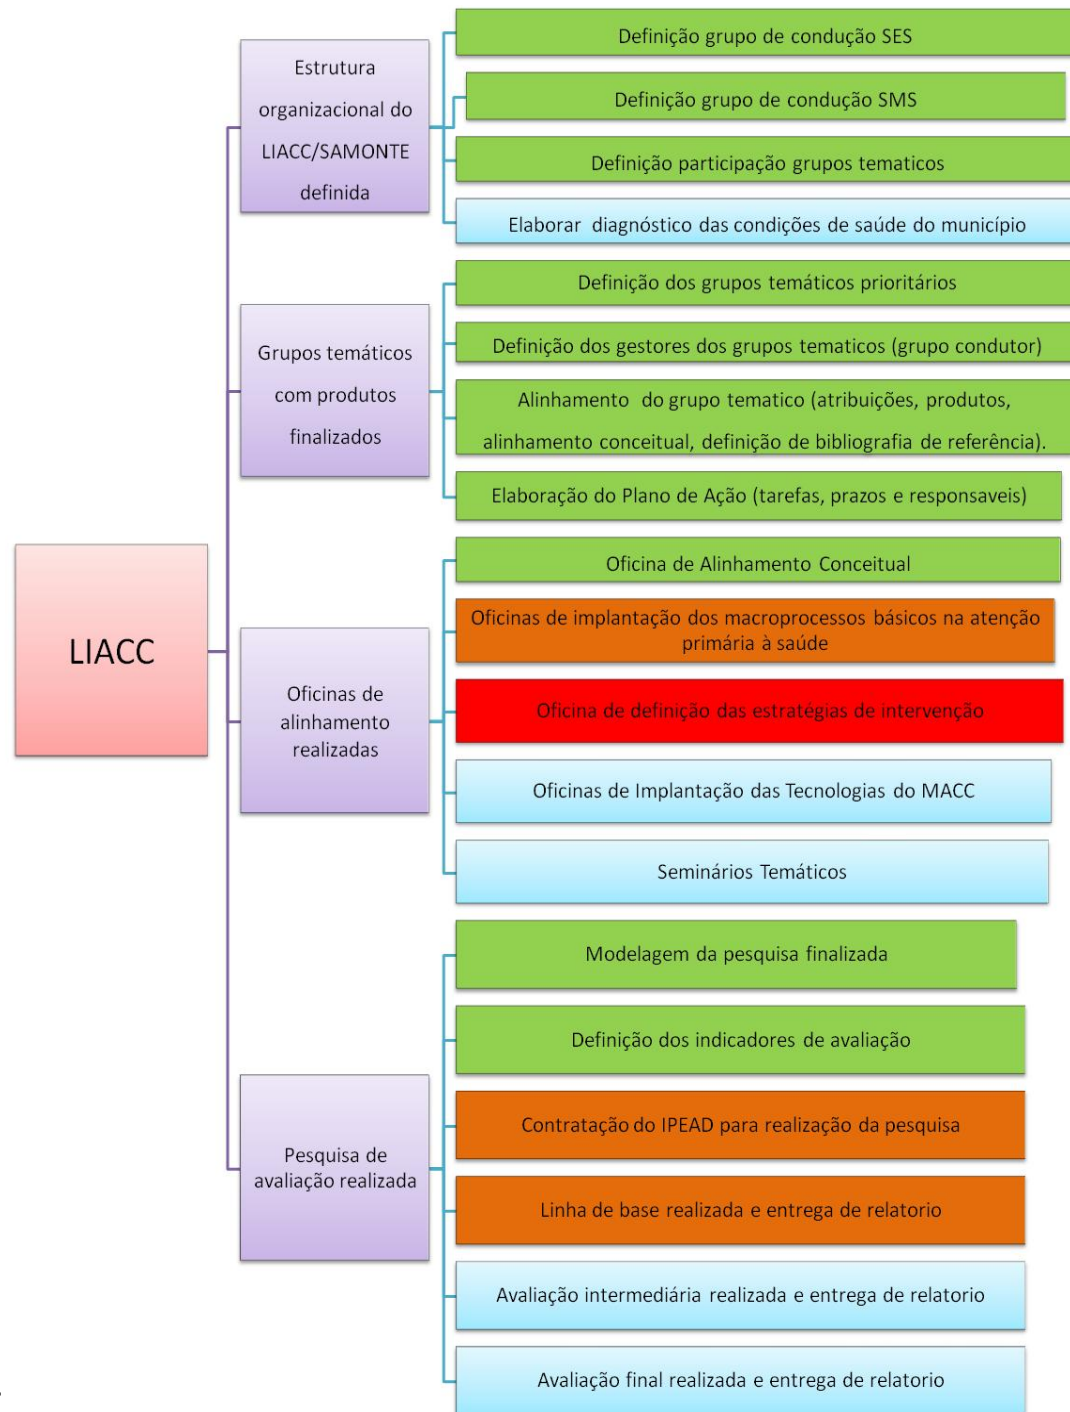 LIACC
Estrutura
organizacional do
LIACC/SAMONTE
definida
Definição grupo de condução SES
Definição grupo de condução SMS
Definição participação grupos tematicos
Elaborar diagnóstico das condições de saúde do município
Grupos temáticos
com produtos
finalizados
Definição dos grupos temáticos prioritários
Definição dos gestores dos grupos tematicos (grupo condutor)
Alinhamento do grupo tematico (atribuições, produtos,
alinhamento conceitual, definição de bibliografia de referência).
Elaboração do Plano de Ação (tarefas, prazos e responsaveis)
Oficinas de
alinhamento
realizadas
Oficina de Alinhamento Conceitual
Oficinas de implantação dos macroprocessos básicos na atenção
primária à saúde
Oficina de definição das estratégias de intervenção
Oficinas de Implantação das Tecnologias do MACC
Seminários Temáticos
Pesquisa de
avaliação realizada
Modelagem da pesquisa finalizada
Definição dos indicadores de avaliação
Contratação do IPEAD para realização da pesquisa
Linha de base realizada e entrega de relatorio
Avaliação intermediária realizada e entrega de relatorio
Avaliação final realizada e entrega de relatorio